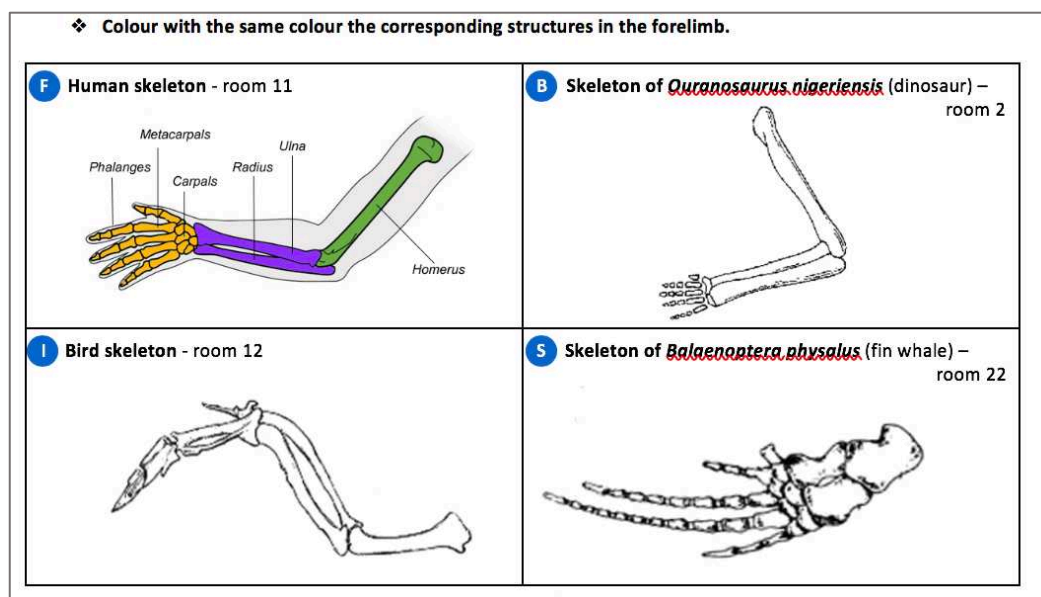 ❖ Colour with the same colour the corresponding structures in the forelimb.
F Human skeleton - room 11
Metacarpals
Ulna
Phalanges
Radius
Carpals
Homerus
B Skeleton of Ouranosaurus nigeriensis (dinosaur) –
room 2
I Bird skeleton - room 12
S Skeleton of Balaenoptera physalus (fin whale) –
room 22